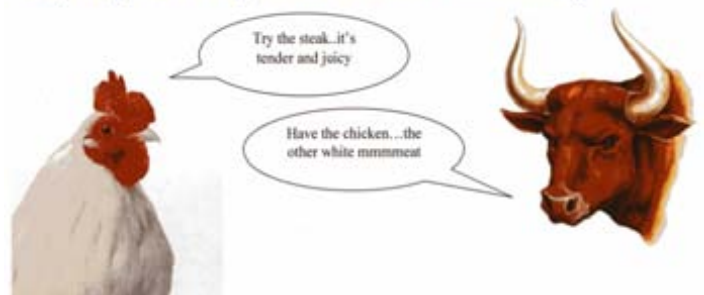 Try the steak..it's
tender and juicy
Have the chicken…the
other white mmmmeat